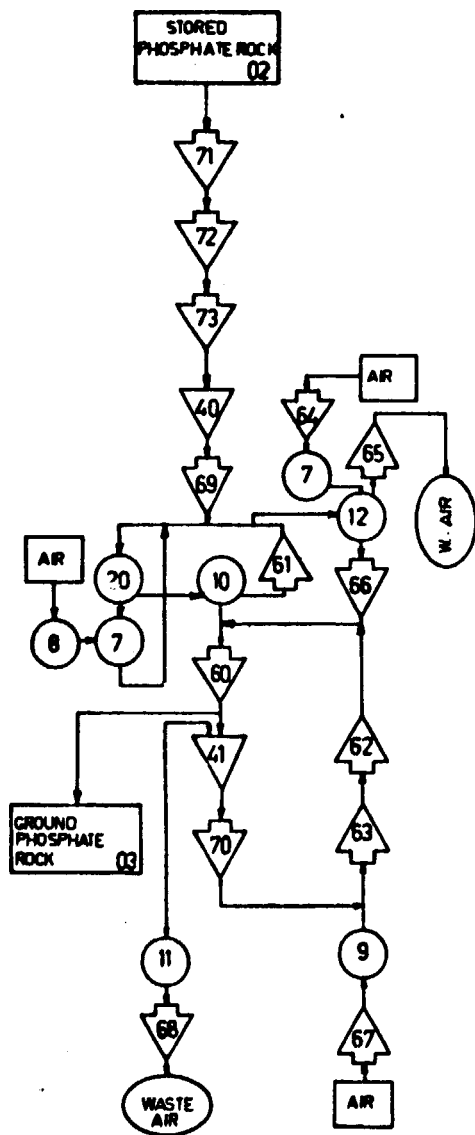 STORED
PHOSPHATE ROCK
02
71
72
73
40
AIR
64
65
69
7
12
W. AIR
61
AIR
20
10
66
6
7
60
62
41
63
GROUND
PHOSPHATE
ROCK 03
70
11
9
68
67
WASTE
AIR
AIR